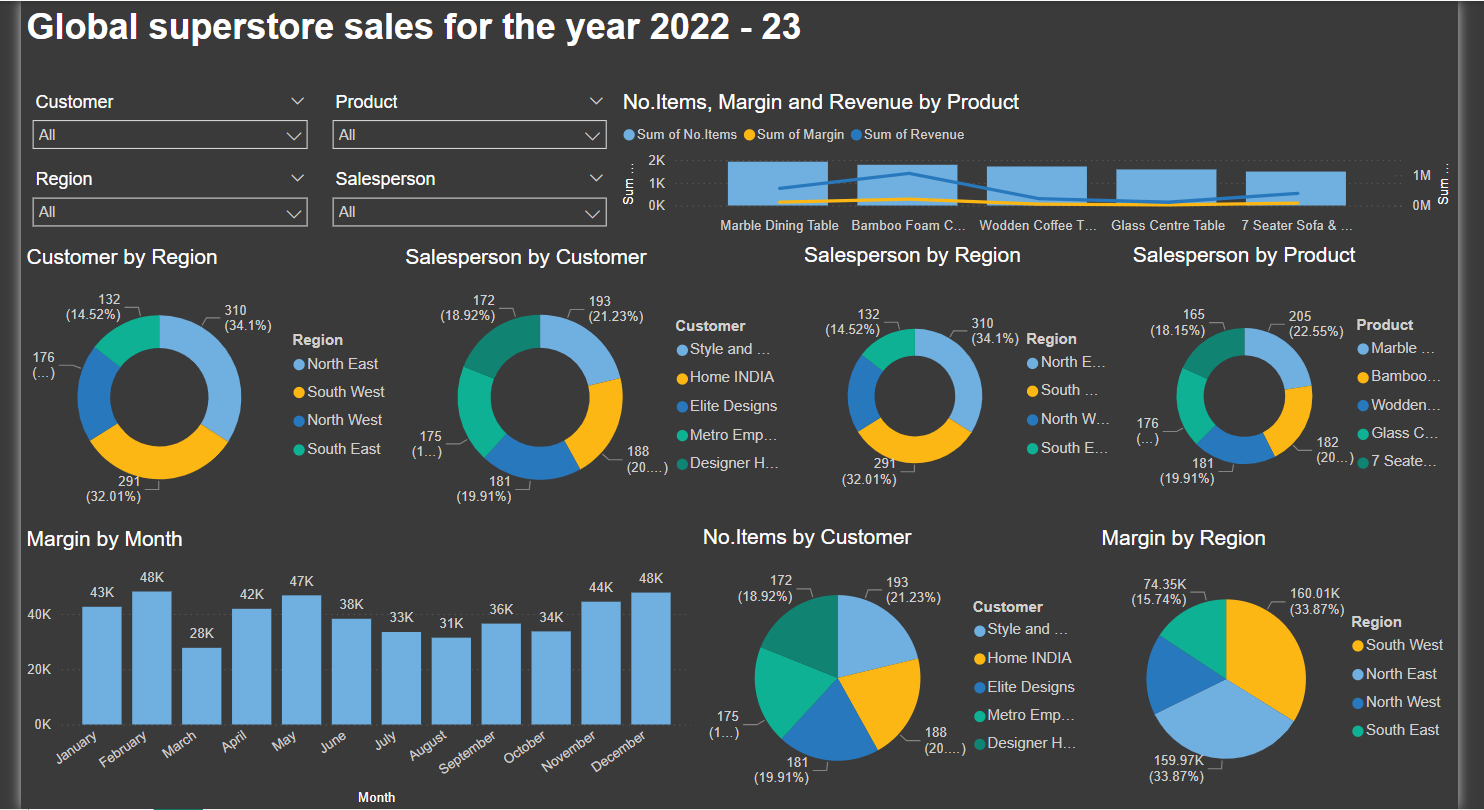 Global superstore sales for the year 2022 - 23
Customer
All
Product
All
Region
All
Salesperson
All
No.Items, Margin and Revenue by Product
Sum of No.Items Sum of Margin Sum of Revenue
Sum ...
2K
1K
0K
1M
0M
Sum ...
Marble Dining Table Bamboo Foam C... Wodden Coffee T... Glass Centre Table 7 Seater Sofa & ...
Customer by Region
132
(14.52%)
310
(34.1%)
176
(...)
291
(32.01%)
Region
North East
South West
North West
South East
Salesperson by Customer
172
(18.92%)
193
(21.23%)
175
(1...)
188
(20....)
181
(19.91%)
Customer
Style and ...
Home INDIA
Elite Designs
Metro Emp...
Designer H...
Salesperson by Region
132
(14.52%)
310
(34.1%)
291
(32.01%)
Region
North E...
South ...
North W...
South E...
Salesperson by Product
165
(18.15%)
205
(22.55%)
176
(...)
182
(20...)
181
(19.91%)
Product
Marble ...
Bamboo...
Wodden...
Glass C...
7 Seate...
Margin by Month
40K
20K
0K
43K
48K
28K
42K
47K
38K
33K
31K
36K
34K
44K
48K
January
February
March
April
May
June
July
August
September
October
November
December
Month
No.Items by Customer
172
(18.92%)
193
(21.23%)
175
(1...)
188
(20....)
181
(19.91%)
Customer
Style and ...
Home INDIA
Elite Designs
Metro Emp...
Designer H...
Margin by Region
74.35K
(15.74%)
160.01K
(33.87%)
159.97K
(33.87%)
Region
South West
North East
North West
South East